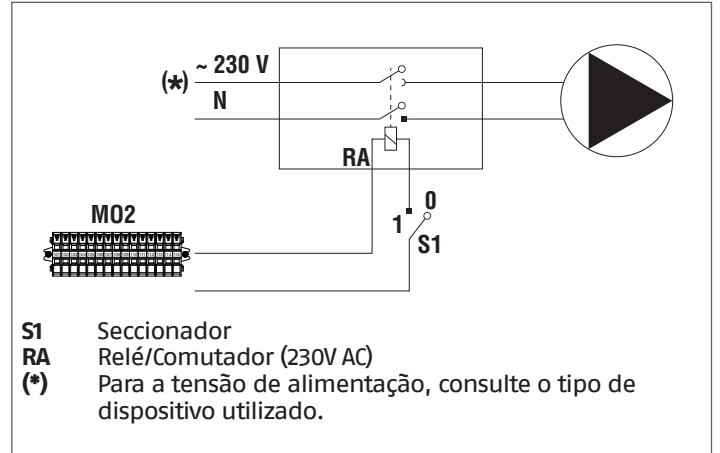 (*) ~ 230 V
N
RA
MO2
1 0
S1
S1 Seccionador
RA Relé/Comutador (230V AC)
(*) Para a tensão de alimentação, consulte o tipo de
dispositivo utilizado.